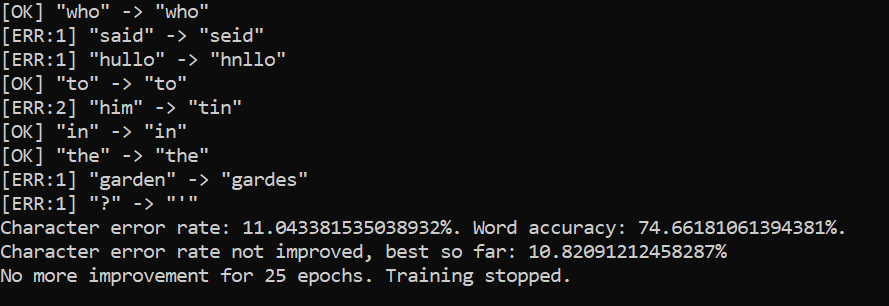 [OK] "who" -> "who"
[ERR:1] "said" -> "seid"
[ERR:1] "hullo" -> "hnllo"
[OK] "to" -> "to"
[ERR:2] "him" -> "tin"
[OK] "in" -> "in"
[OK] "the" -> "the"
[ERR:1] "garden" -> "gardes"
[ERR:1] "?" -> "'"
Character error rate: 11.043381535038932%. Word accuracy: 74.66181061394381%.
Character error rate not improved, best so far: 10.82091212458287%
No more improvement for 25 epochs. Training stopped.